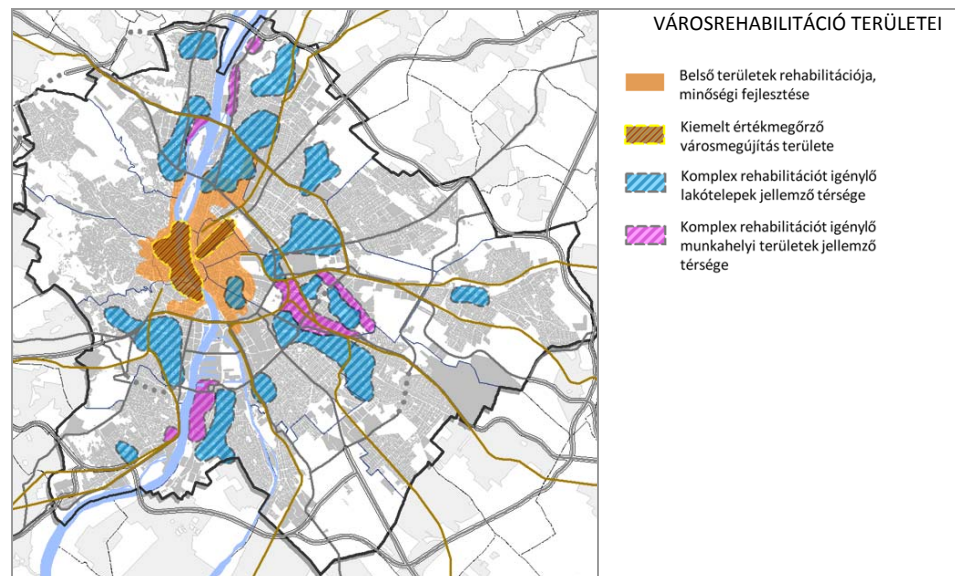 VÁROSREHABILITÁCIÓ TERÜLETEI
Belső területek rehabilitációja,
minőségi fejlesztése
Kiemelt értékmegőrző
városmegújítás területe
Komplex rehabilitációt igénylő
lakótelepek jellemző térsége
Komplex rehabilitációt igénylő
munkahelyi területek jellemző
térsége